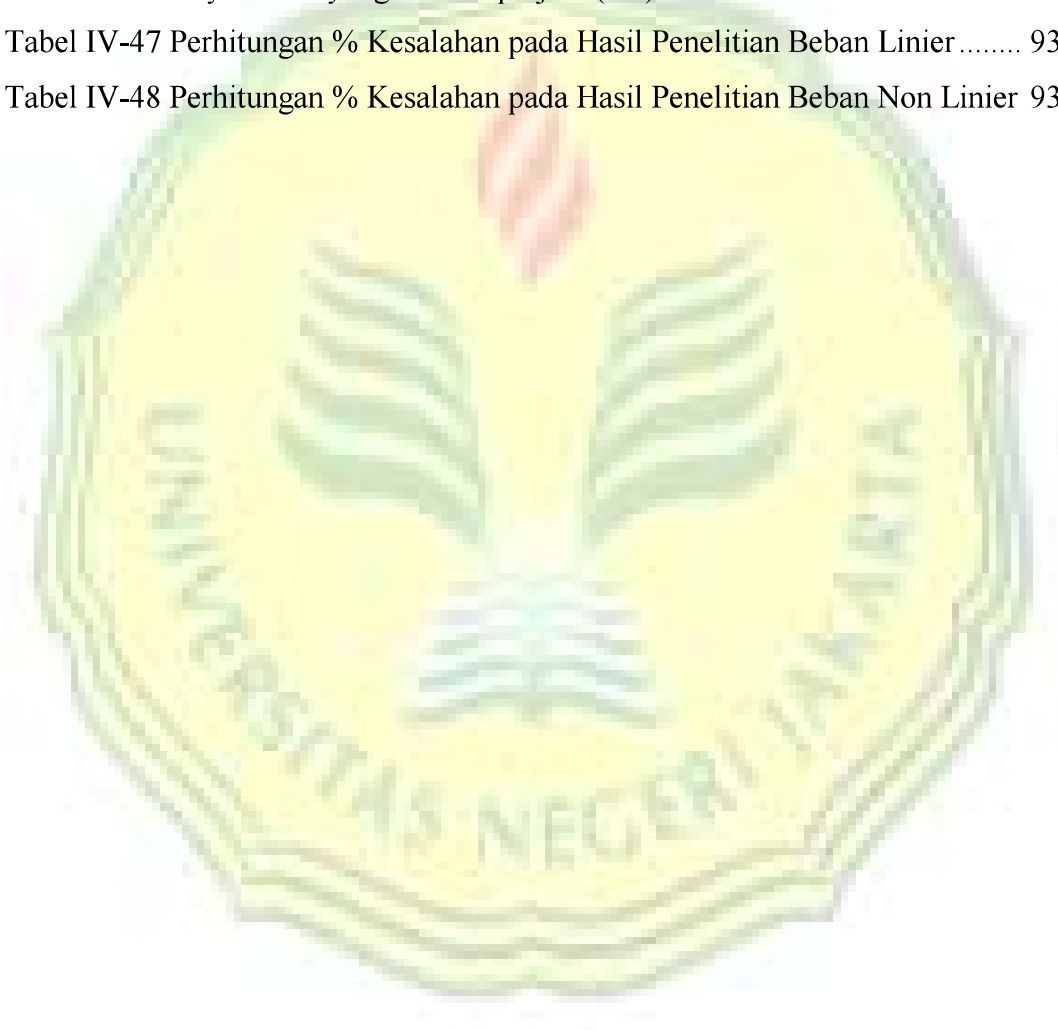 Tabel IV-47 Perhitungan % Kesalahan pada Hasil Penelitian Beban Linier........ 93
Tabel IV-48 Perhitungan % Kesalahan pada Hasil Penelitian Beban Non Linier 93
UNIVERSITAS NEGERI JAKARTA